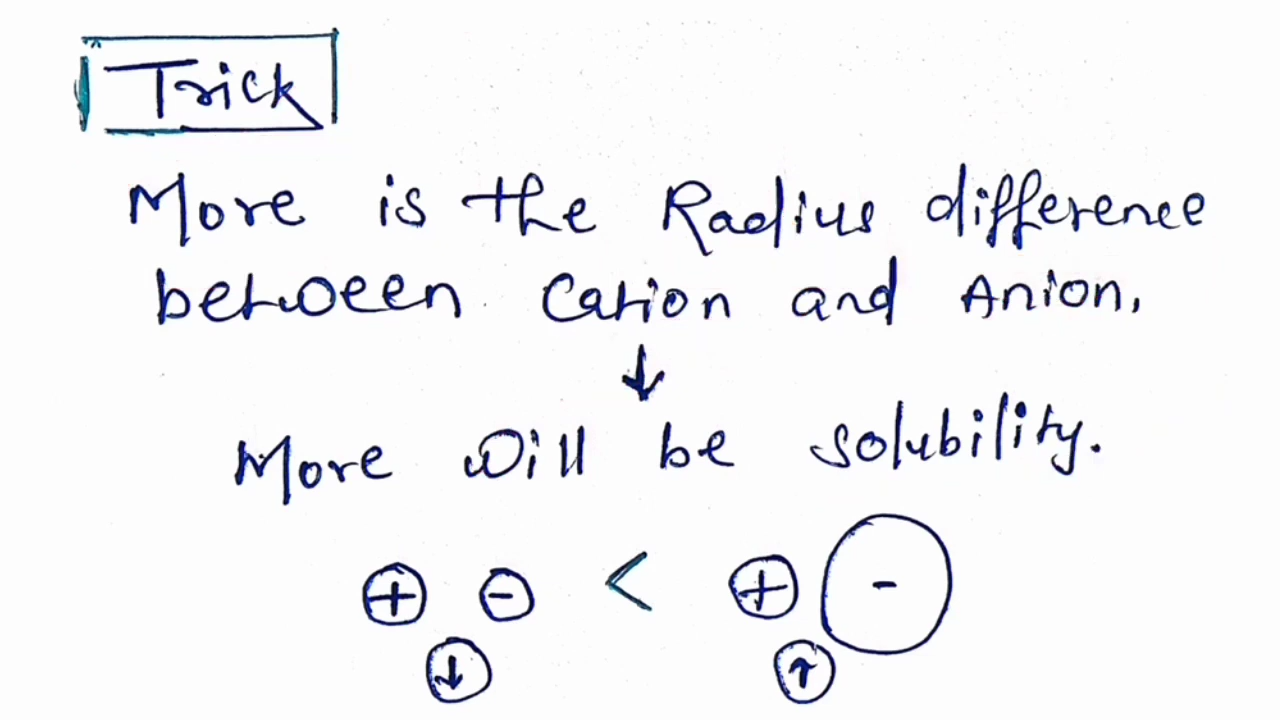 Trick
More is the Radius difference
between Cation and Anion,
↓
More will be solubility.
+ - < + -
↓ ↑